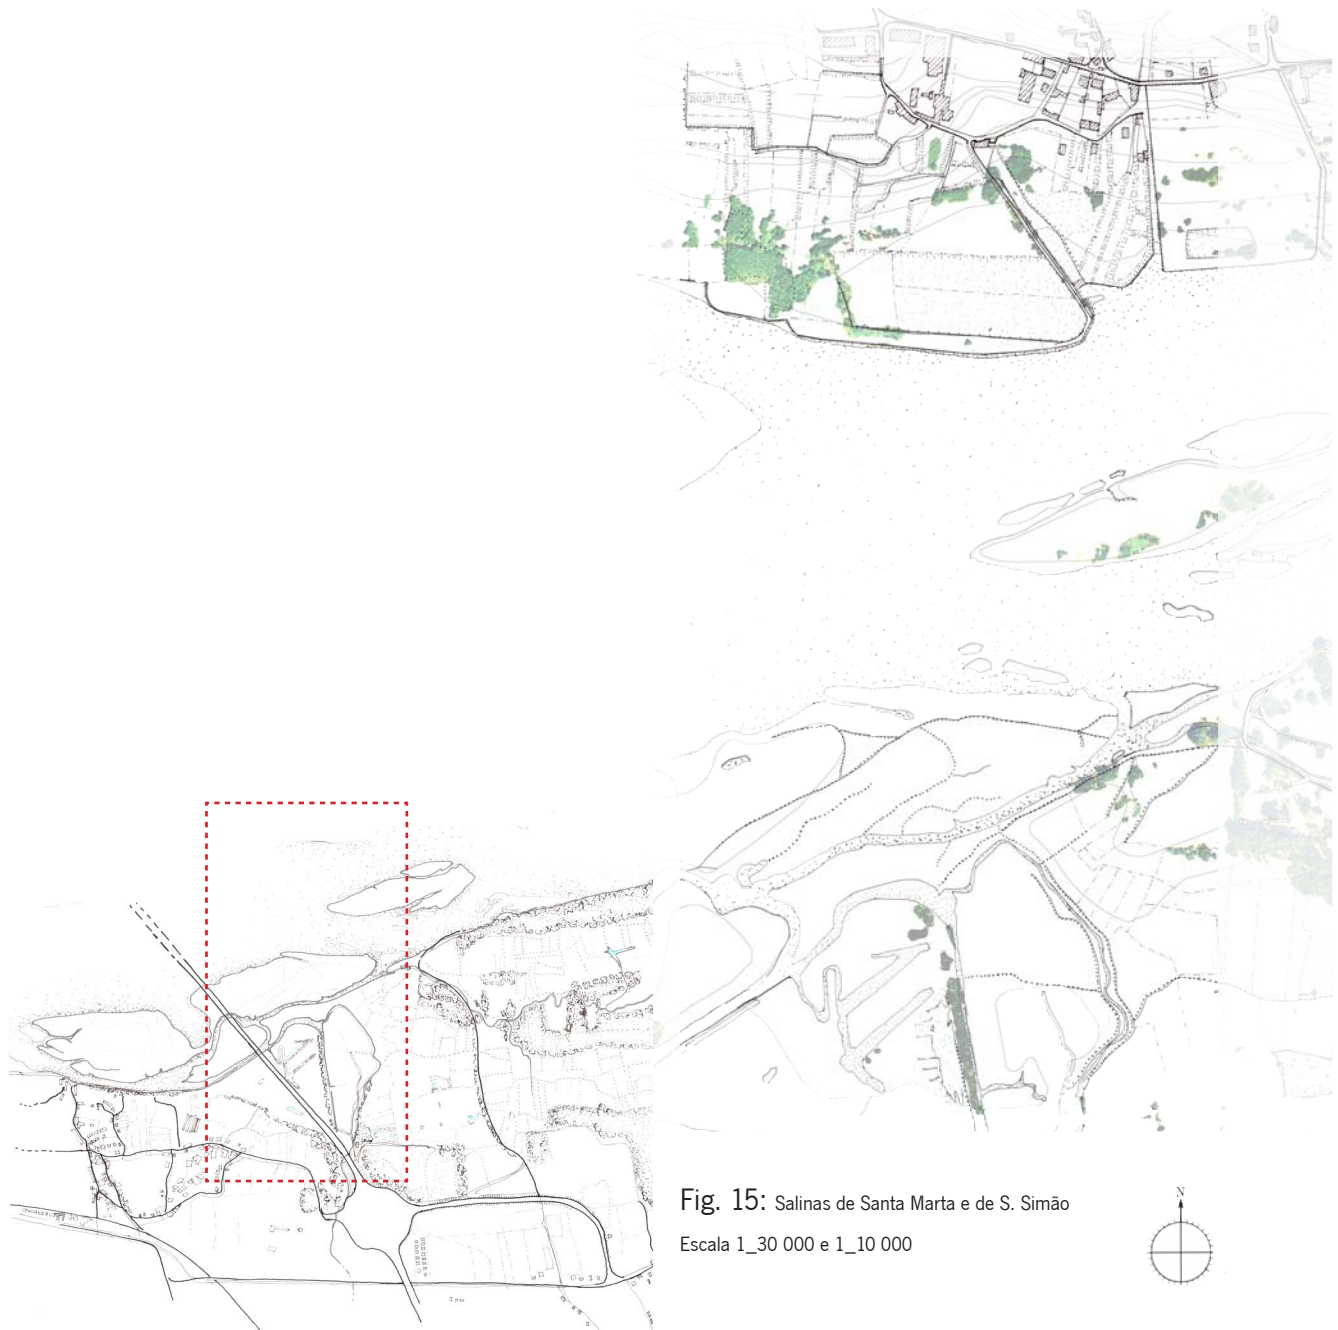 Fig. 15: Salinas de Santa Marta e de S. Simão
Escala 1_30 000 e 1_10 000
N